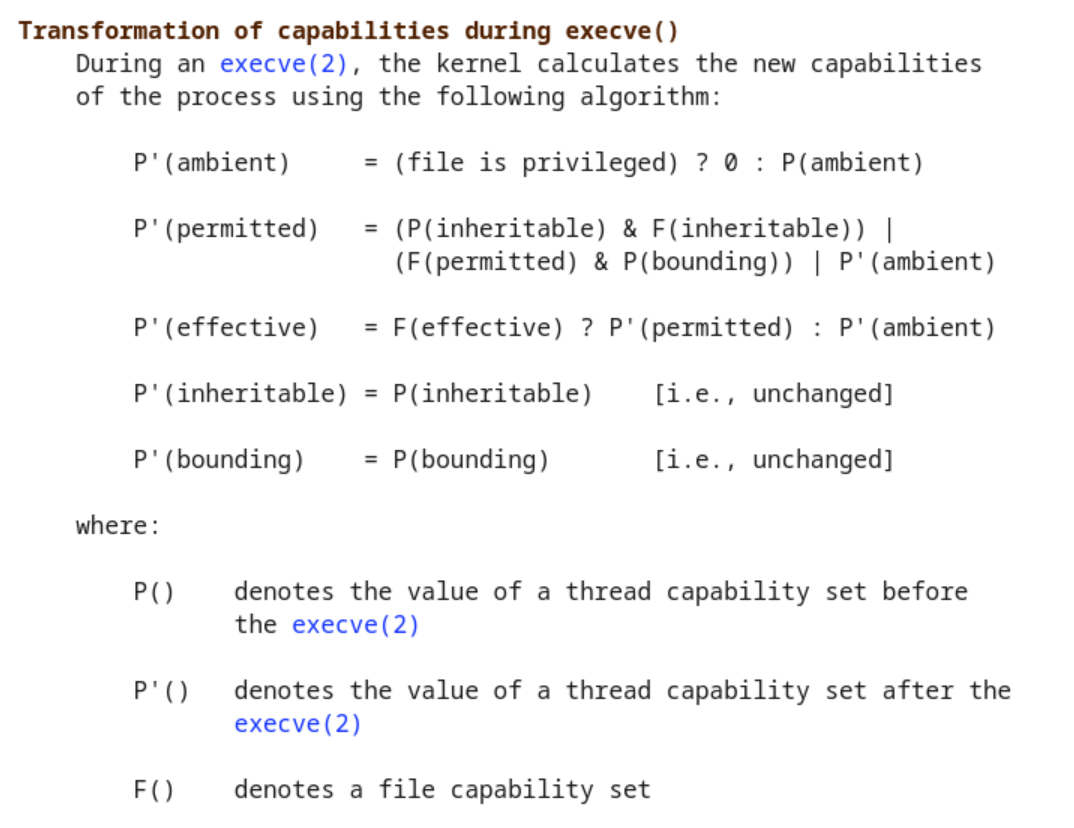 Transformation of capabilities during execve()
During an execve(2), the kernel calculates the new capabilities
of the process using the following algorithm:
P'(ambient)     = (file is privileged) ? 0 : P(ambient)
P'(permitted)   = (P(inheritable) & F(inheritable)) |
(F(permitted) & P(bounding)) | P'(ambient)
P'(effective)   = F(effective) ? P'(permitted) : P'(ambient)
P'(inheritable) = P(inheritable)    [i.e., unchanged]
P'(bounding)    = P(bounding)       [i.e., unchanged]
where:
P()    denotes the value of a thread capability set before
the execve(2)
P'()   denotes the value of a thread capability set after the
execve(2)
F()    denotes a file capability set